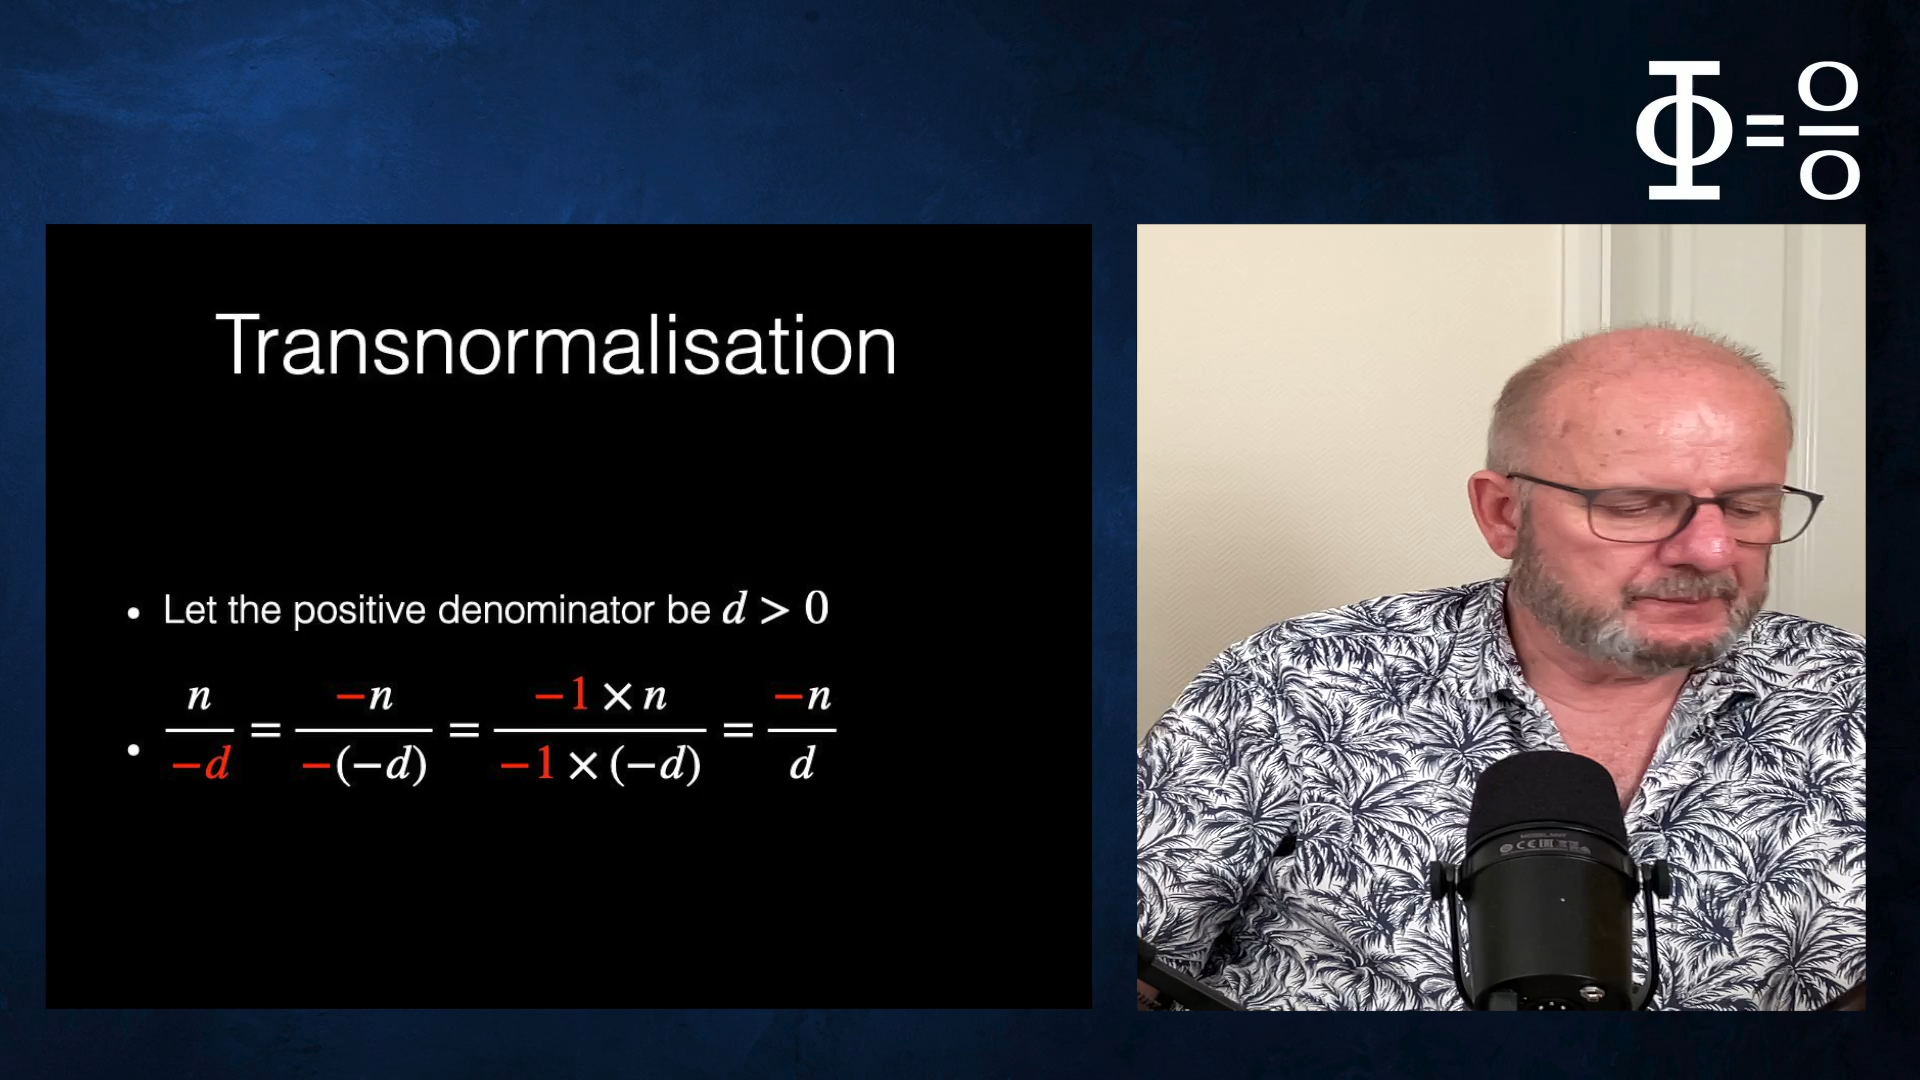 Φ=0/0
Transnormalisation
• Let the positive denominator be d > 0
• n/−d = −n/−(−d) = −1×n/−1×(−d) = −n/d